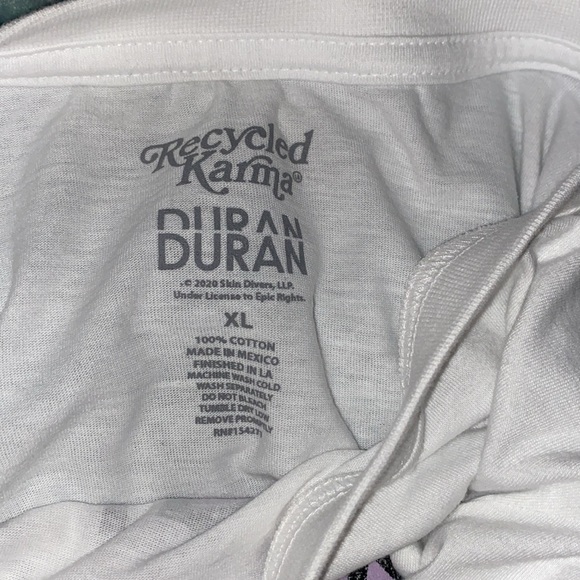 Recycled
Karma®
DURAN
DURAN
.© 2020 Skin Divers, LLP.
Under License to Epic Rights.
XL
100% COTTON
MADE IN MEXICO
FINISHED IN LA
MACHINE WASH COLD
WASH SEPARATELY
DO NOT BLEACH
TUMBLE DRY LOW
REMOVE PROMPTLY